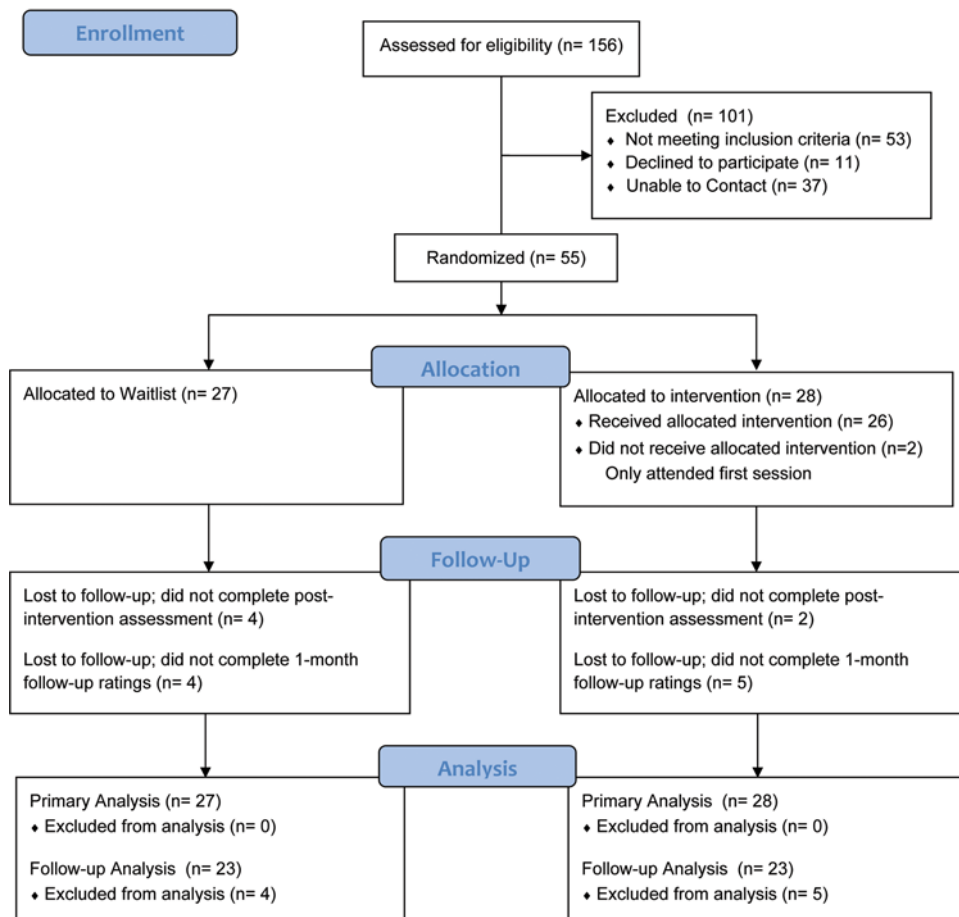 Enrollment
Assessed for eligibility (n= 156)
Excluded (n= 101)
♦ Not meeting inclusion criteria (n= 53)
♦ Declined to participate (n= 11)
♦ Unable to Contact (n= 37)
Randomized (n= 55)
Allocation
Allocated to Waitlist (n= 27)
Allocated to intervention (n= 28)
♦ Received allocated intervention (n= 26)
♦ Did not receive allocated intervention (n=2)
Only attended first session
Follow-Up
Lost to follow-up; did not complete post-
intervention assessment (n= 4)
Lost to follow-up; did not complete 1-month
follow-up ratings (n= 4)
Lost to follow-up; did not complete post-
intervention assessment (n= 2)
Lost to follow-up; did not complete 1-month
follow-up ratings (n= 5)
Analysis
Primary Analysis (n= 27)
♦ Excluded from analysis (n= 0)
Follow-up Analysis (n= 23)
♦ Excluded from analysis (n= 4)
Primary Analysis (n= 28)
♦ Excluded from analysis (n= 0)
Follow-up Analysis (n= 23)
♦ Excluded from analysis (n= 5)